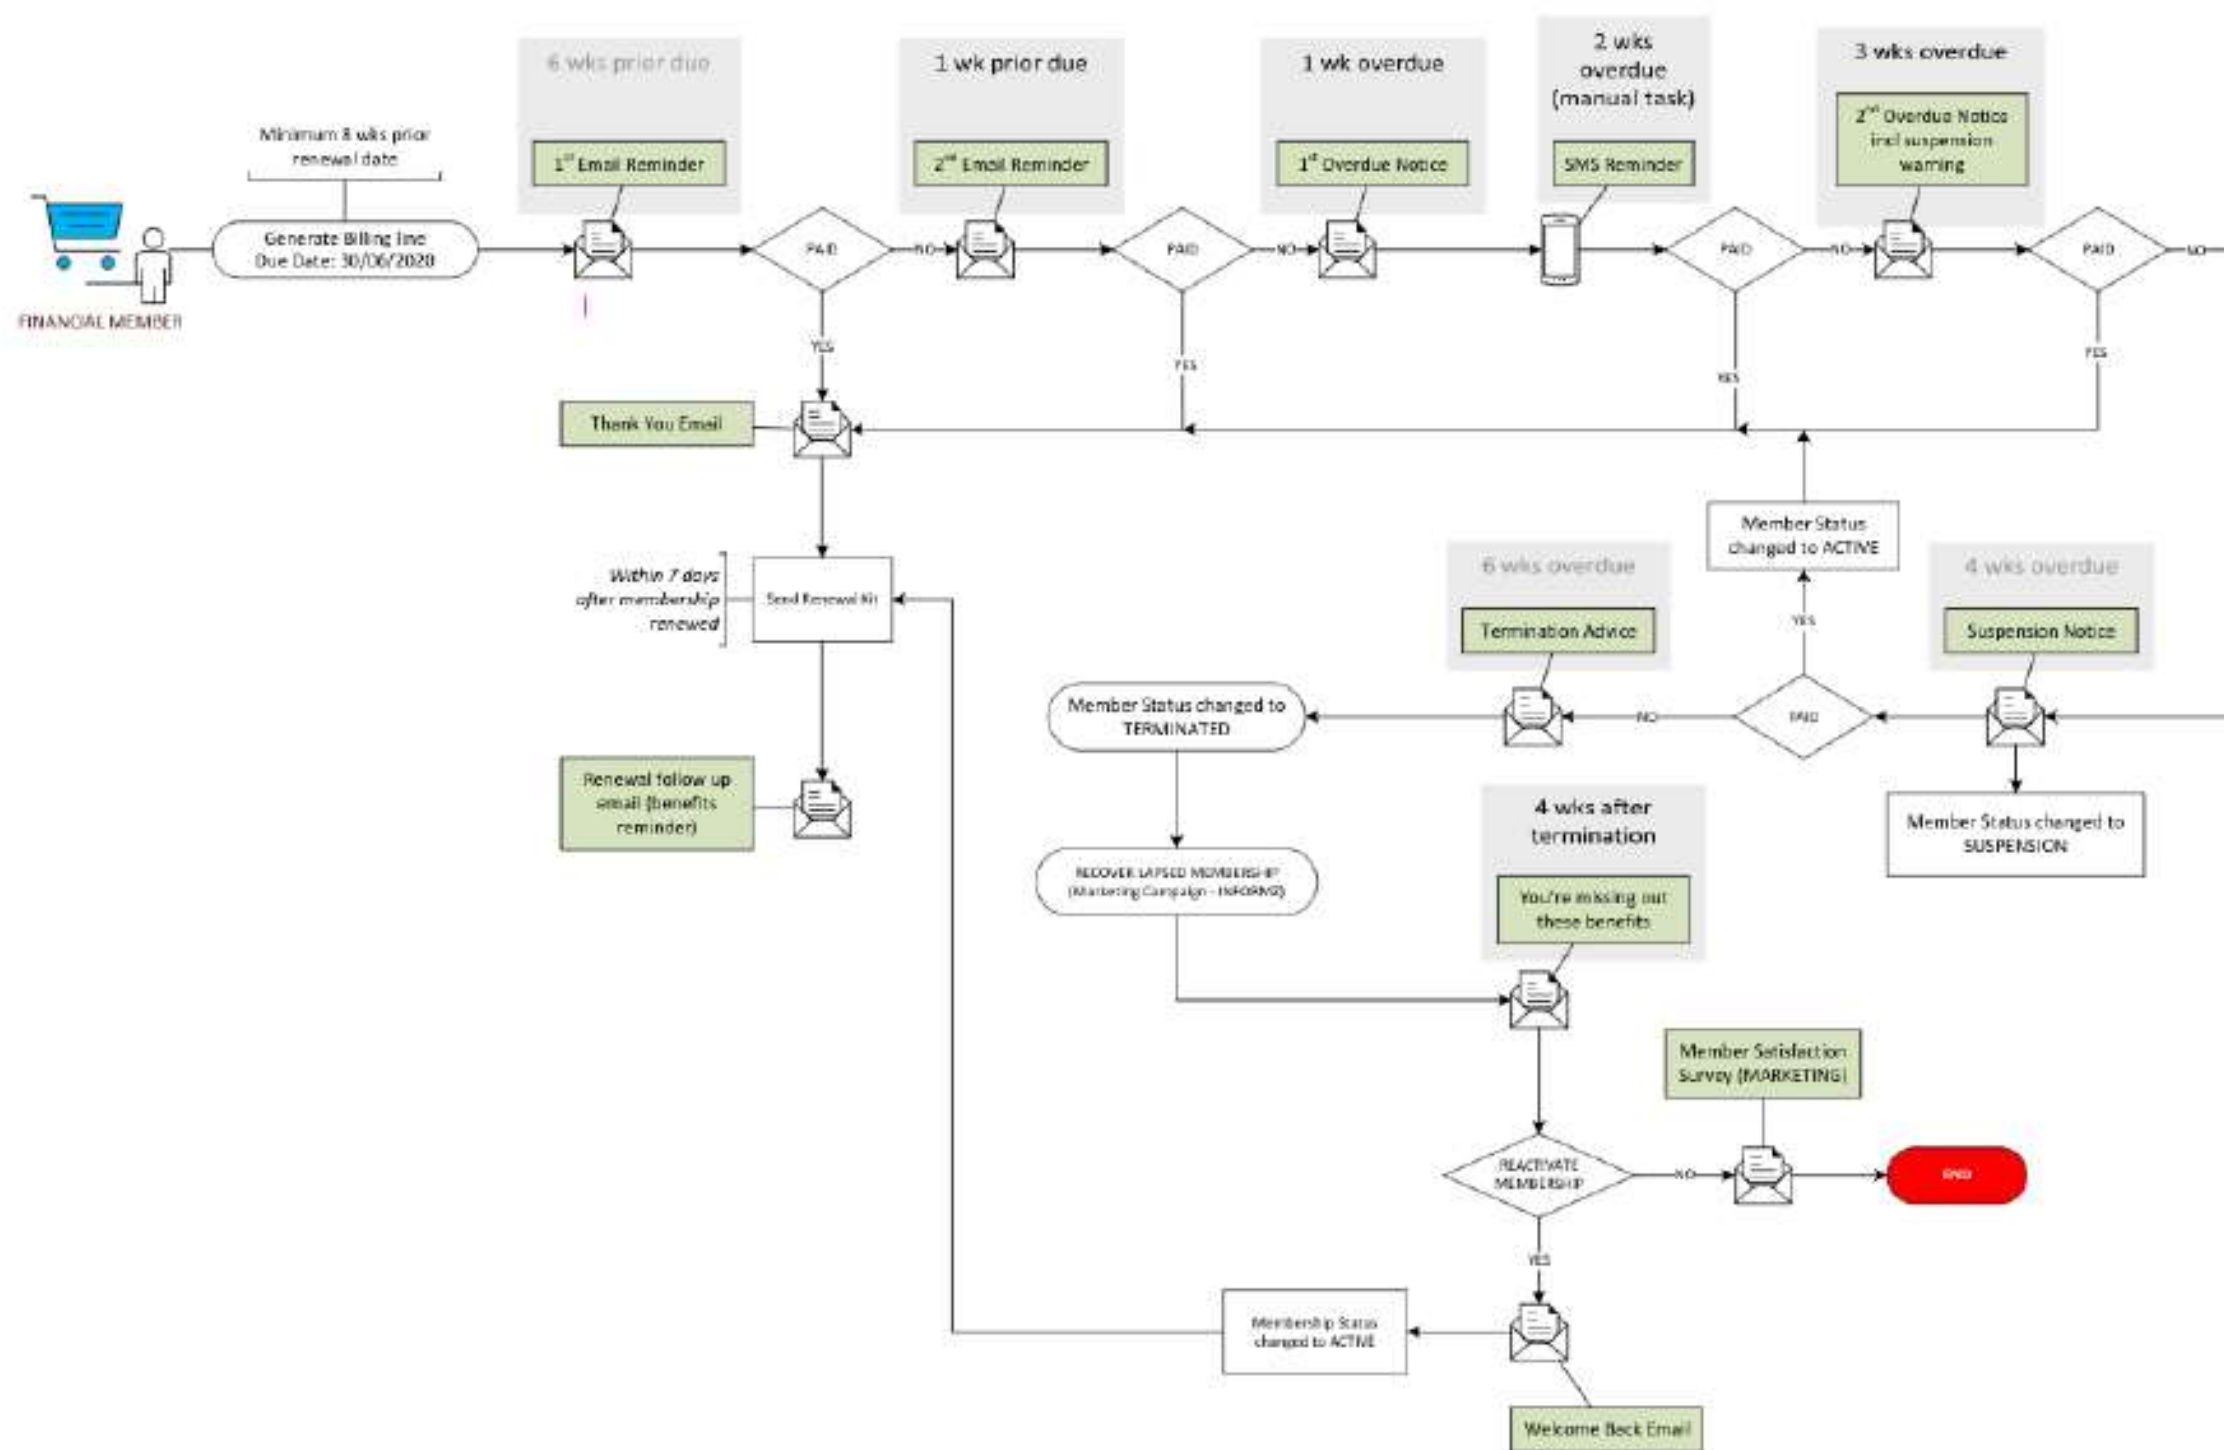 6 wks prior due
1 wk prior due
1 wk overdue
2 wks
overdue
(manual task)
3 wks overdue
Minimum 8 wks prior
renewal date
1st Email Reminder
2nd Email Reminder
1st Overdue Notice
SMS Reminder
2nd Overdue Notice
incl suspension
warning
Generate Billing line
Due Date: 30/06/2020
PAID
NO
PAID
NO
PAID
NO
PAID
NO
FINANCIAL MEMBER
YES
YES
YES
YES
Thank You Email
Member Status
changed to ACTIVE
6 wks overdue
4 wks overdue
Within 7 days
after membership
renewed
Send Renewal Kit
YES
Termination Advice
Suspension Notice
Member Status changed to
TERMINATED
NO
PAID
Renewal follow up
email (benefits
reminder)
4 wks after
termination
Member Status changed to
SUSPENSION
RECOVER LAPSED MEMBERSHIP
(Marketing Campaign - INFORMZ)
You're missing out
these benefits
Member Satisfaction
Survey (MARKETING)
REACTIVATE
MEMBERSHIP
NO
END
YES
Membership Status
changed to ACTIVE
Welcome Back Email